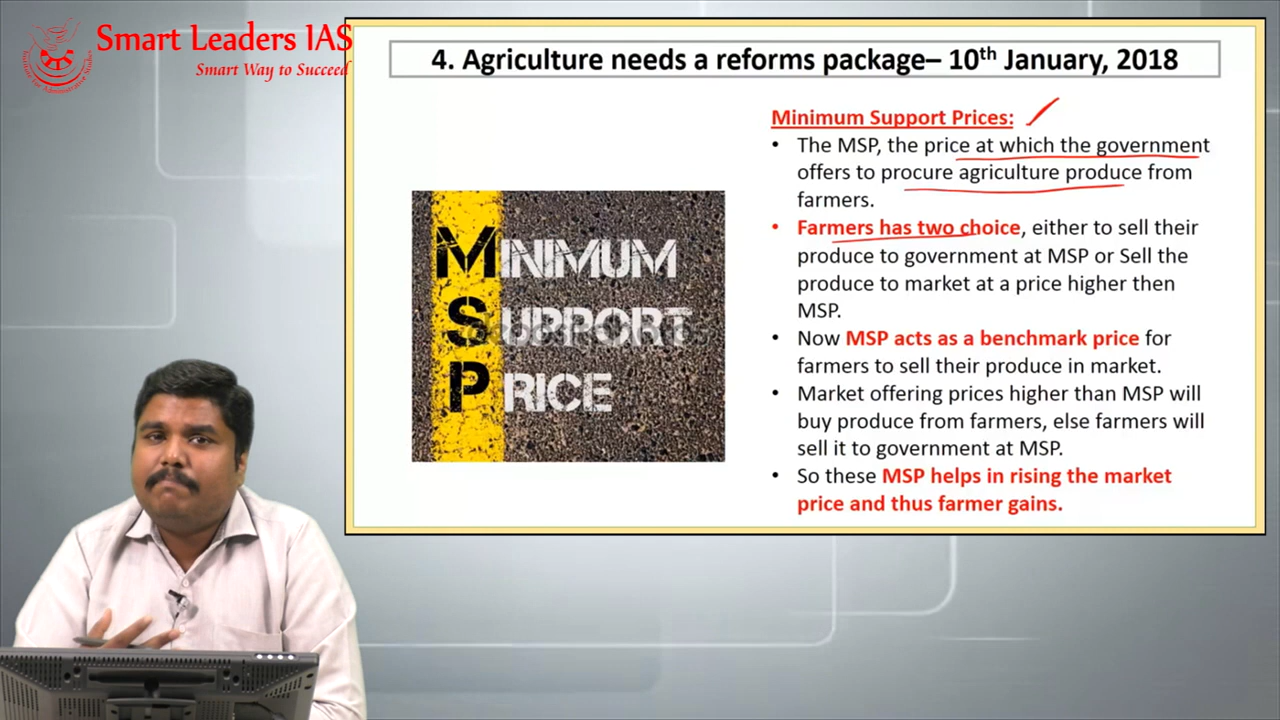 Smart Leaders IAS
Smart Way to Succeed
4. Agriculture needs a reforms package– 10th January, 2018
MINIMUM
SUPPORT
PRICE
Minimum Support Prices:
• The MSP, the price at which the government
offers to procure agriculture produce from
farmers.
• Farmers has two choice, either to sell their
produce to government at MSP or Sell the
produce to market at a price higher then
MSP.
• Now MSP acts as a benchmark price for
farmers to sell their produce in market.
• Market offering prices higher than MSP will
buy produce from farmers, else farmers will
sell it to government at MSP.
• So these MSP helps in rising the market
price and thus farmer gains.